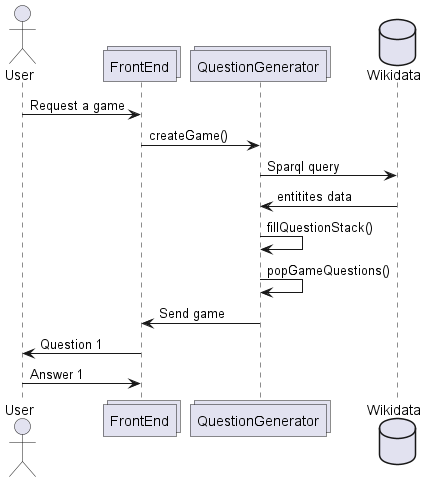 User
FrontEnd
QuestionGenerator
Wikidata
Request a game
createGame()
Sparql query
entitites data
fillQuestionStack()
popGameQuestions()
Send game
Question 1
Answer 1
User
FrontEnd
QuestionGenerator
Wikidata